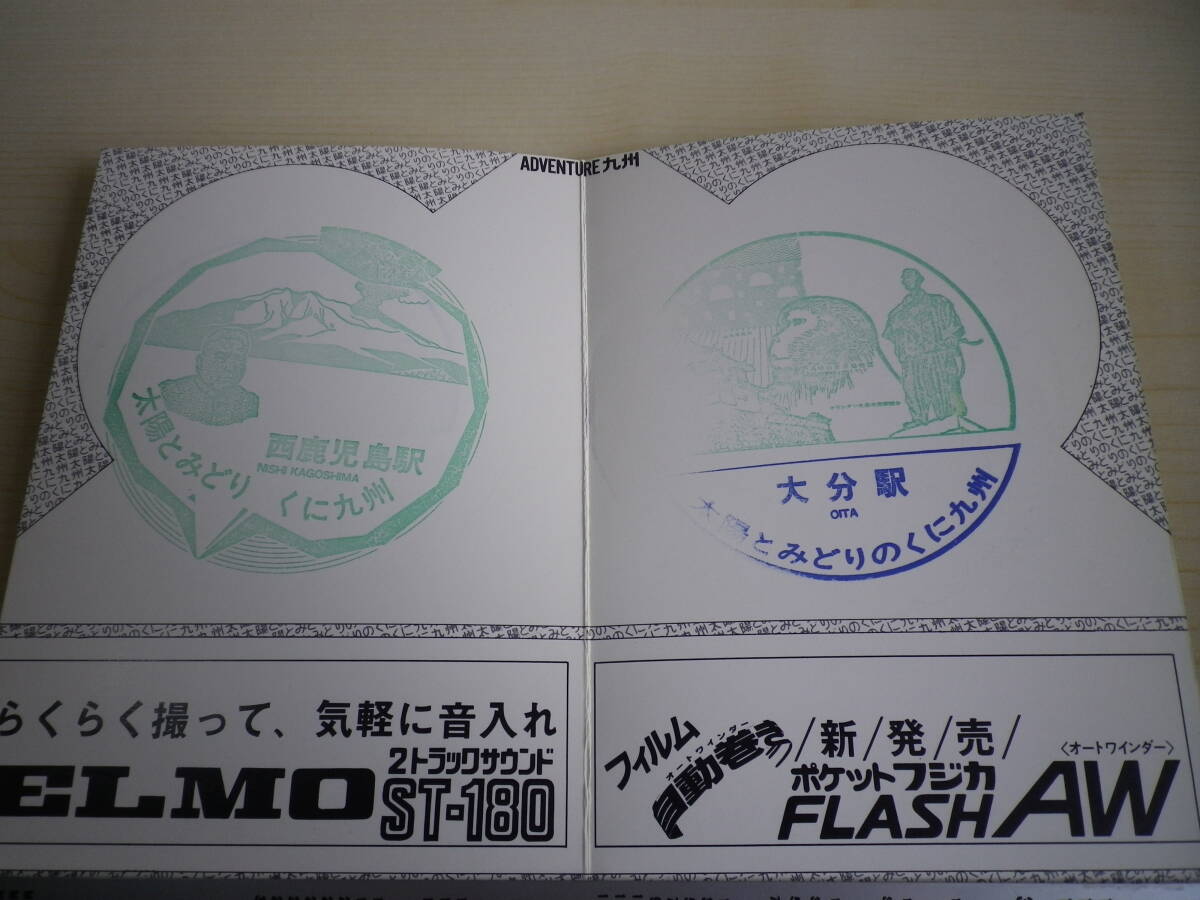 ADVENTURE九州
西鹿児島駅
NISHI KAGOSHIMA
太陽とみどり くに九州
大分駅
OITA
太陽とみどりのくに九州
らくらく撮って、気軽に音入れ
ELMO
2トラックサウンド
ST-180
フィルム
オートワインダー
自動巻き
/新/発/売/
ポケットフジカ
〈オートワインダー〉
FLASH AW